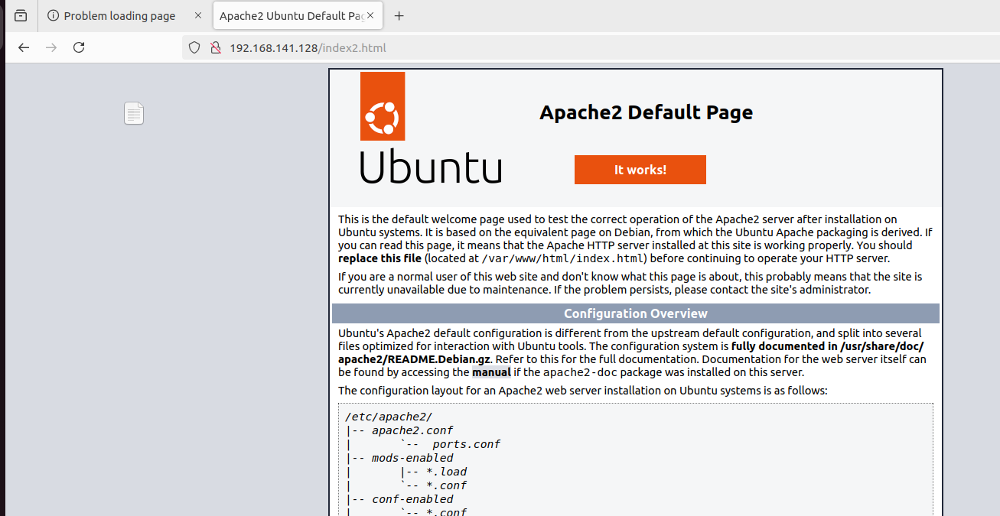 Problem loading page
Apache2 Ubuntu Default Pag
192.168.141.128/index2.html
Ubuntu
Apache2 Default Page
It works!
This is the default welcome page used to test the correct operation of the Apache2 server after installation on
Ubuntu systems. It is based on the equivalent page on Debian, from which the Ubuntu Apache packaging is derived. If
you can read this page, it means that the Apache HTTP server installed at this site is working properly. You should
replace this file (located at /var/www/html/index.html) before continuing to operate your HTTP server.
If you are a normal user of this web site and don't know what this page is about, this probably means that the site is
currently unavailable due to maintenance. If the problem persists, please contact the site's administrator.
Configuration Overview
Ubuntu's Apache2 default configuration is different from the upstream default configuration, and split into several
files optimized for interaction with Ubuntu tools. The configuration system is fully documented in /usr/share/doc/
apache2/README.Debian.gz. Refer to this for the full documentation. Documentation for the web server itself can
be found by accessing the manual if the apache2-doc package was installed on this server.
The configuration layout for an Apache2 web server installation on Ubuntu systems is as follows:
/etc/apache2/
|-- apache2.conf
|       `--  ports.conf
|-- mods-enabled
|       |-- *.load
|       `-- *.conf
|-- conf-enabled
|       `-- *.conf